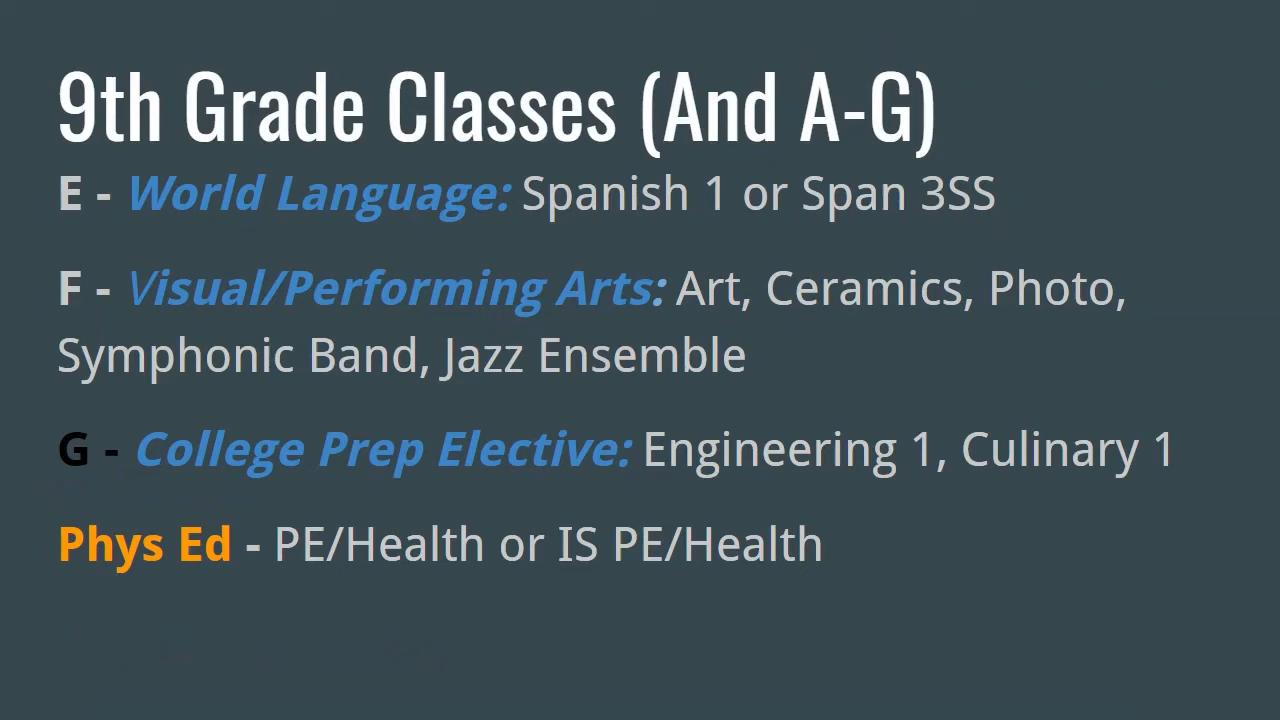 9th Grade Classes (And A-G)
E - World Language: Spanish 1 or Span 3SS
F - Visual/Performing Arts: Art, Ceramics, Photo,
Symphonic Band, Jazz Ensemble
G - College Prep Elective: Engineering 1, Culinary 1
Phys Ed - PE/Health or IS PE/Health